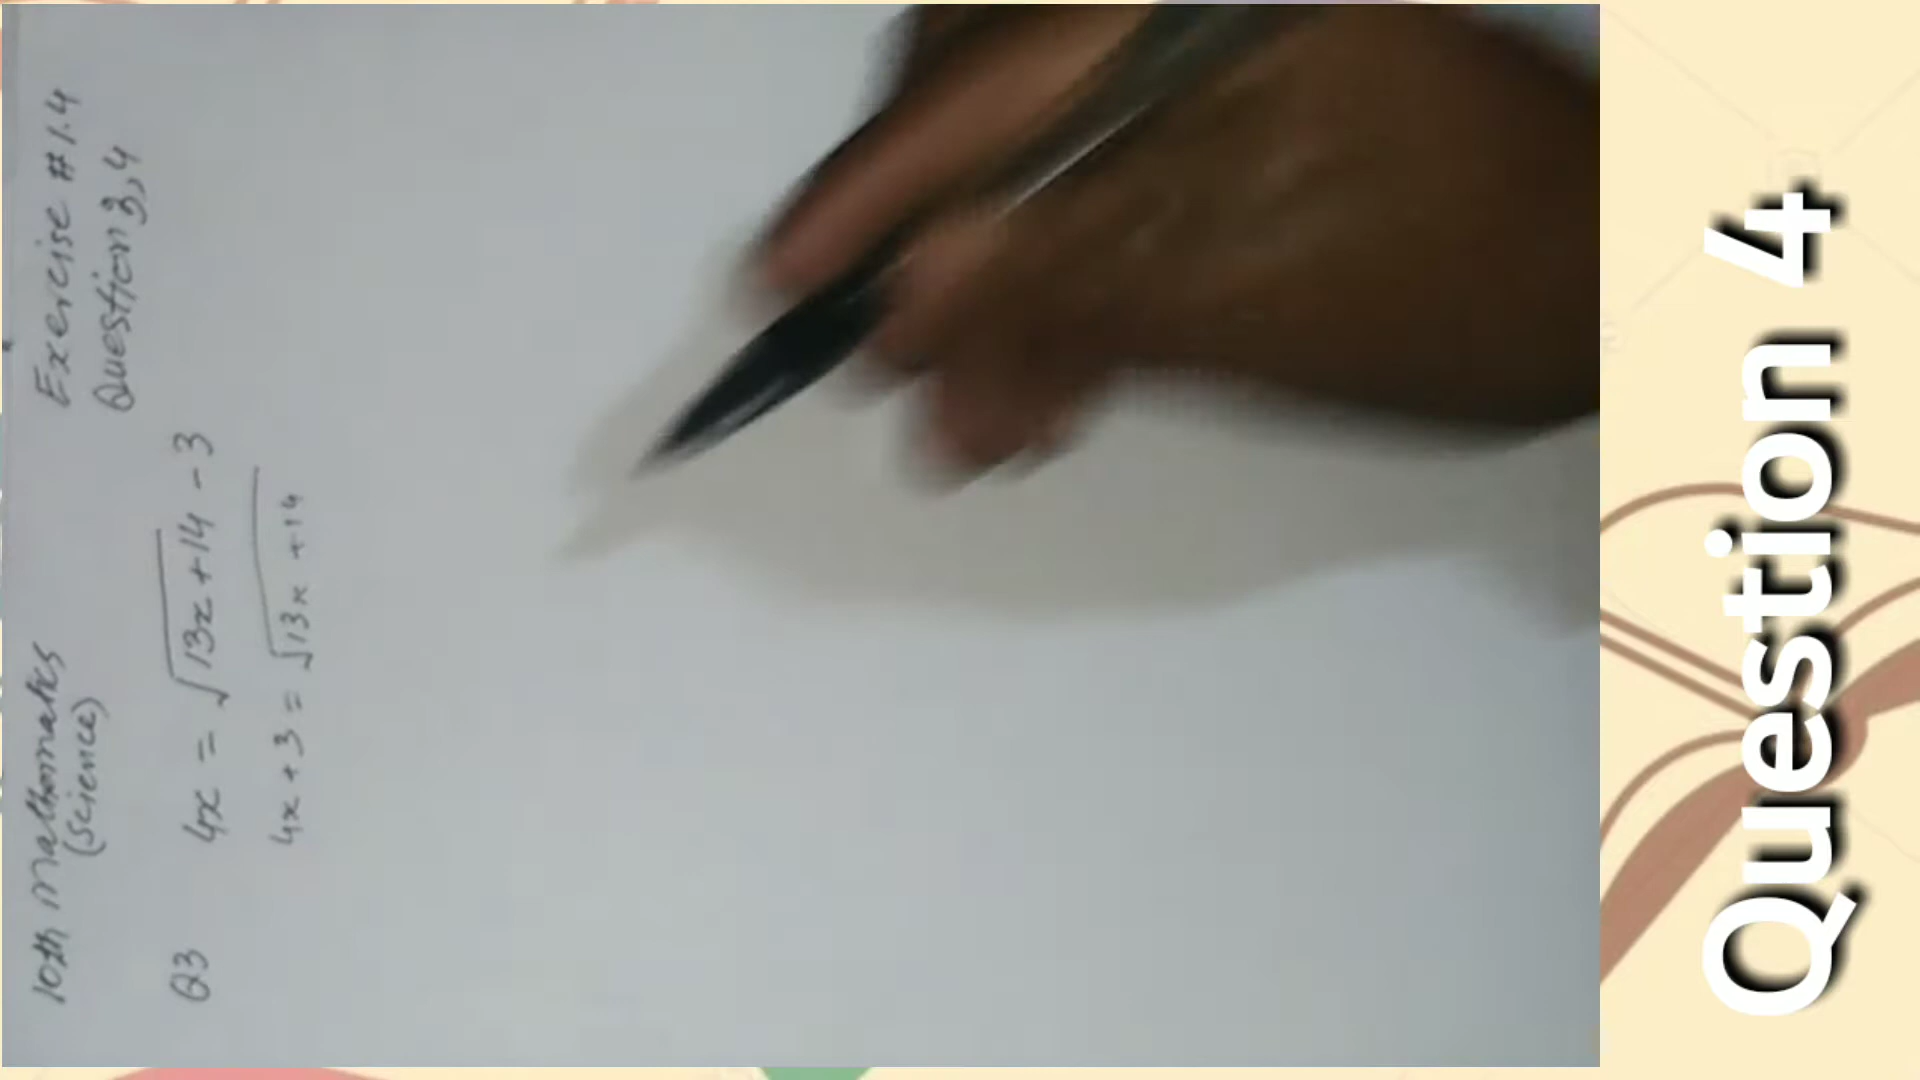 10th mathematics
(science)
Exercise # 1.4
Question 3,4
Q3 4x = √13x+14 - 3
4x + 3 = √13x + 14
Question 4